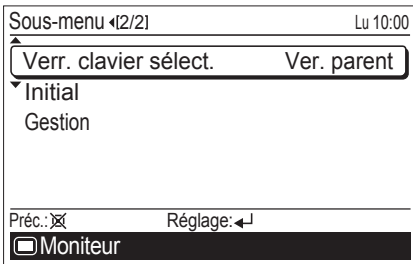 Sous-menu [2/2] Lu 10:00
Verr. clavier sélect. Ver. parent
Initial
Gestion
Préc.: Réglage:
Moniteur